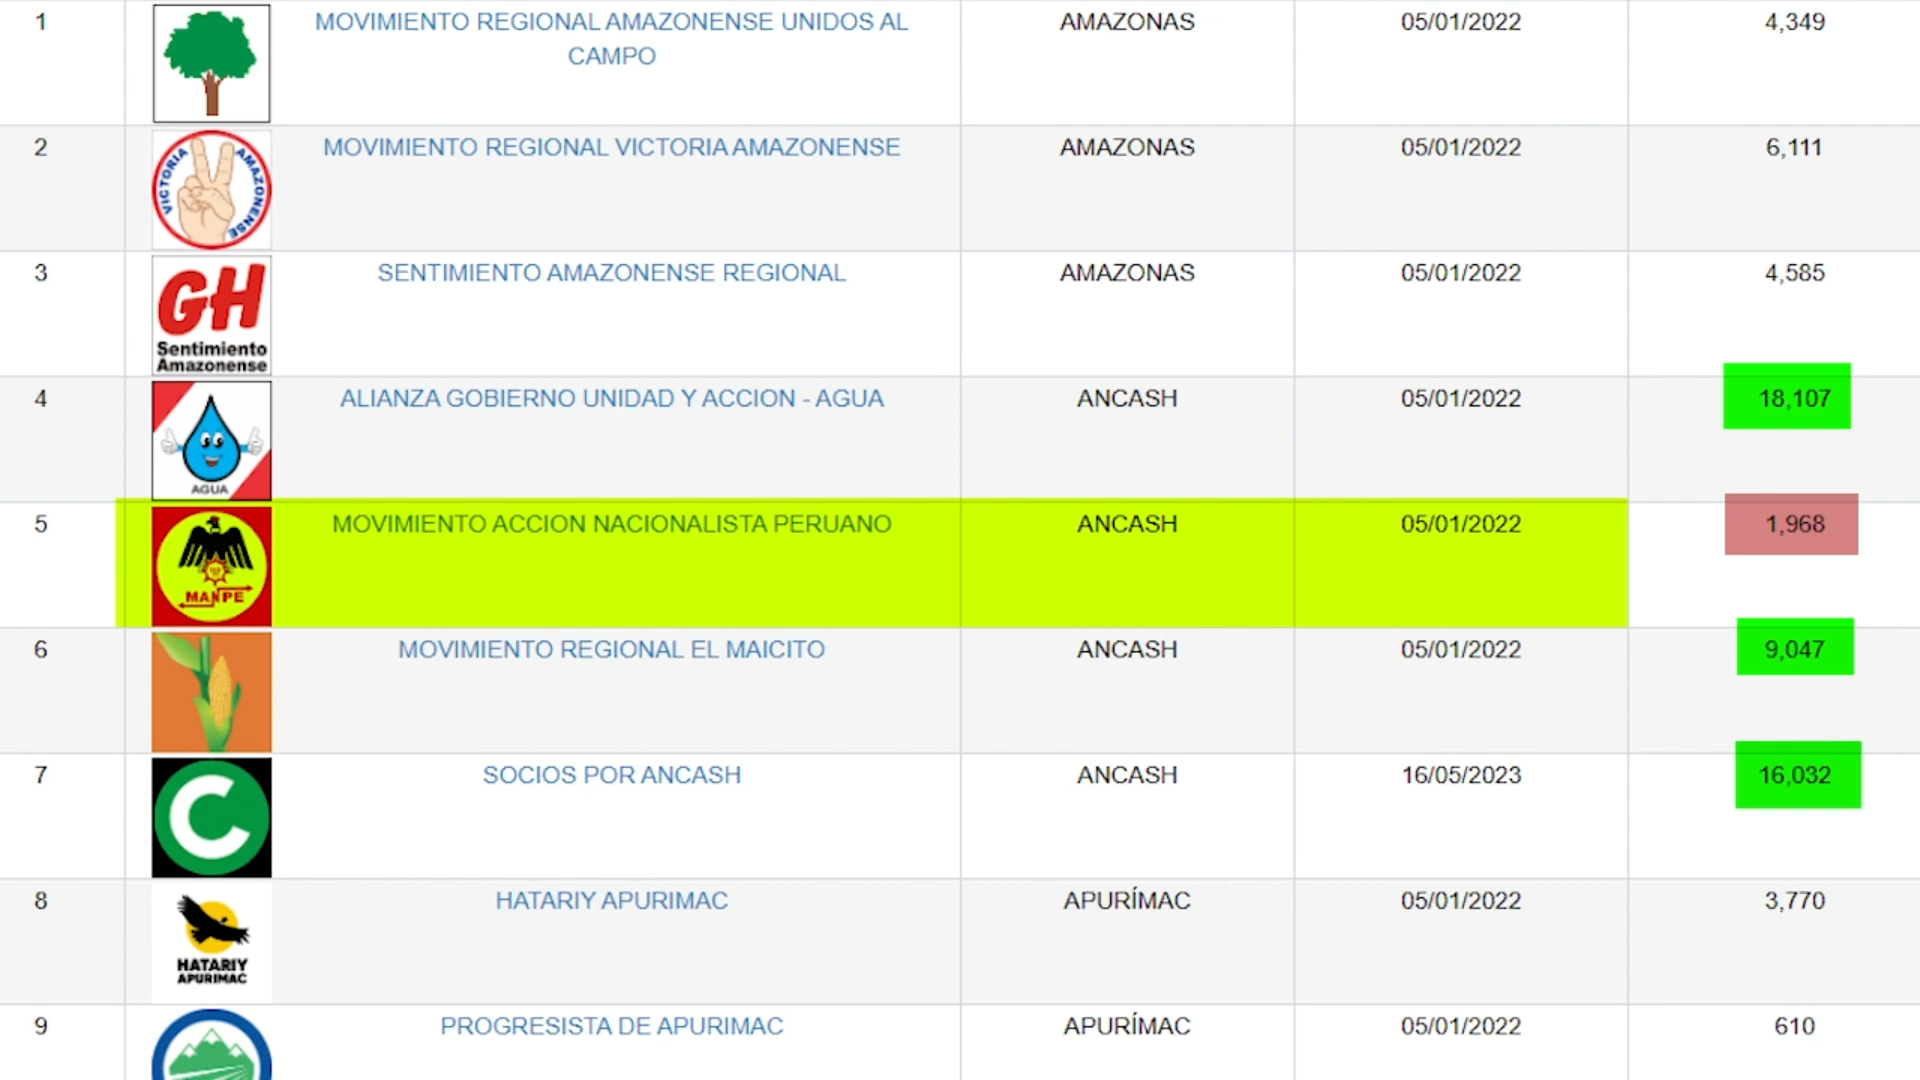 1 MOVIMIENTO REGIONAL AMAZONENSE UNIDOS AL AMAZONAS 05/01/2022 4,349
CAMPO
2 MOVIMIENTO REGIONAL VICTORIA AMAZONENSE AMAZONAS 05/01/2022 6,111
VICTORIA AMAZONENSE
3 SENTIMIENTO AMAZONENSE REGIONAL AMAZONAS 05/01/2022 4,585
GH
Sentimiento
Amazonense
4 ALIANZA GOBIERNO UNIDAD Y ACCION - AGUA ANCASH 05/01/2022 18,107
AGUA
5 MOVIMIENTO ACCION NACIONALISTA PERUANO ANCASH 05/01/2022 1,968
MANPE
6 MOVIMIENTO REGIONAL EL MAICITO ANCASH 05/01/2022 9,047
7 SOCIOS POR ANCASH ANCASH 16/05/2023 16,032
C
8 HATARIY APURIMAC APURÍMAC 05/01/2022 3,770
HATARIY
APURIMAC
9 PROGRESISTA DE APURIMAC APURÍMAC 05/01/2022 610